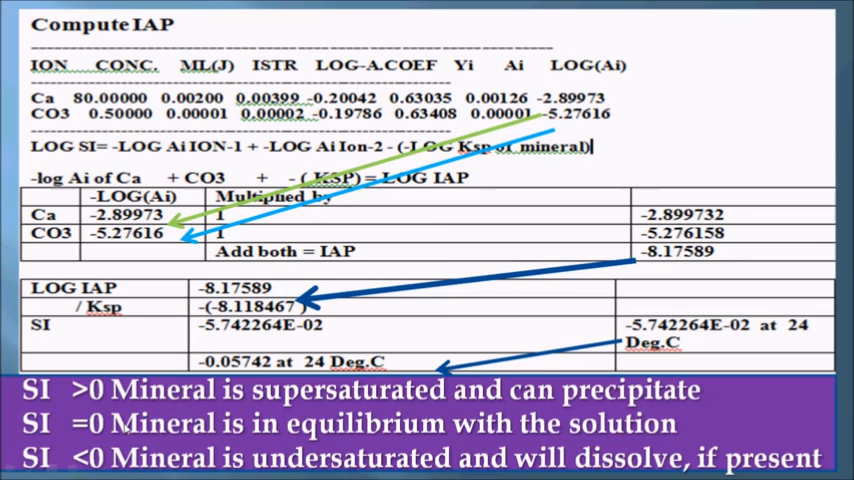 Compute IAP
ION CONC. ML(J) ISTR LOG-A.COEF Yi Ai LOG(Ai)
Ca 80.00000 0.00200 0.00399 -0.20042 0.63035 0.00126 -2.89973
CO3 0.50000 0.00001 0.00002 -0.19786 0.63408 0.00001 -5.27616
LOG SI= -LOG Ai ION-1 + -LOG Ai Ion-2 - (-LOG Ksp of mineral)
-log Ai of Ca + CO3 + - ( KSP) = LOG IAP
-LOG(Ai) Multiplied by
Ca -2.89973 1 -2.899732
CO3 -5.27616 1 -5.276158
Add both = IAP -8.17589
LOG IAP -8.17589
/ Ksp -(-8.118467 )
SI -5.742264E-02 -5.742264E-02 at 24
Deg.C
-0.05742 at 24 Deg.C
SI >0 Mineral is supersaturated and can precipitate
SI =0 Mineral is in equilibrium with the solution
SI <0 Mineral is undersaturated and will dissolve, if present